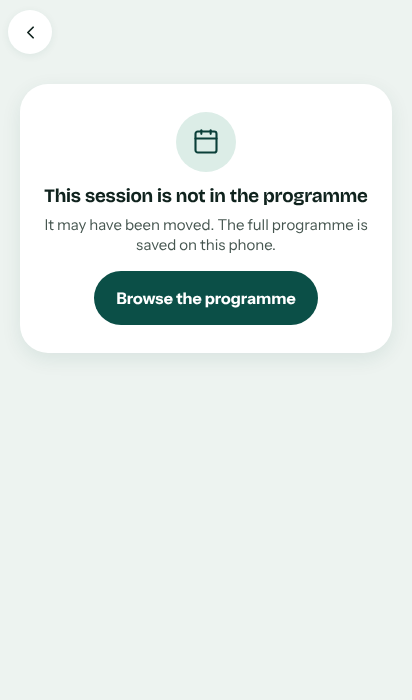 This session is not in the programme
It may have been moved. The full programme is
saved on this phone.
Browse the programme